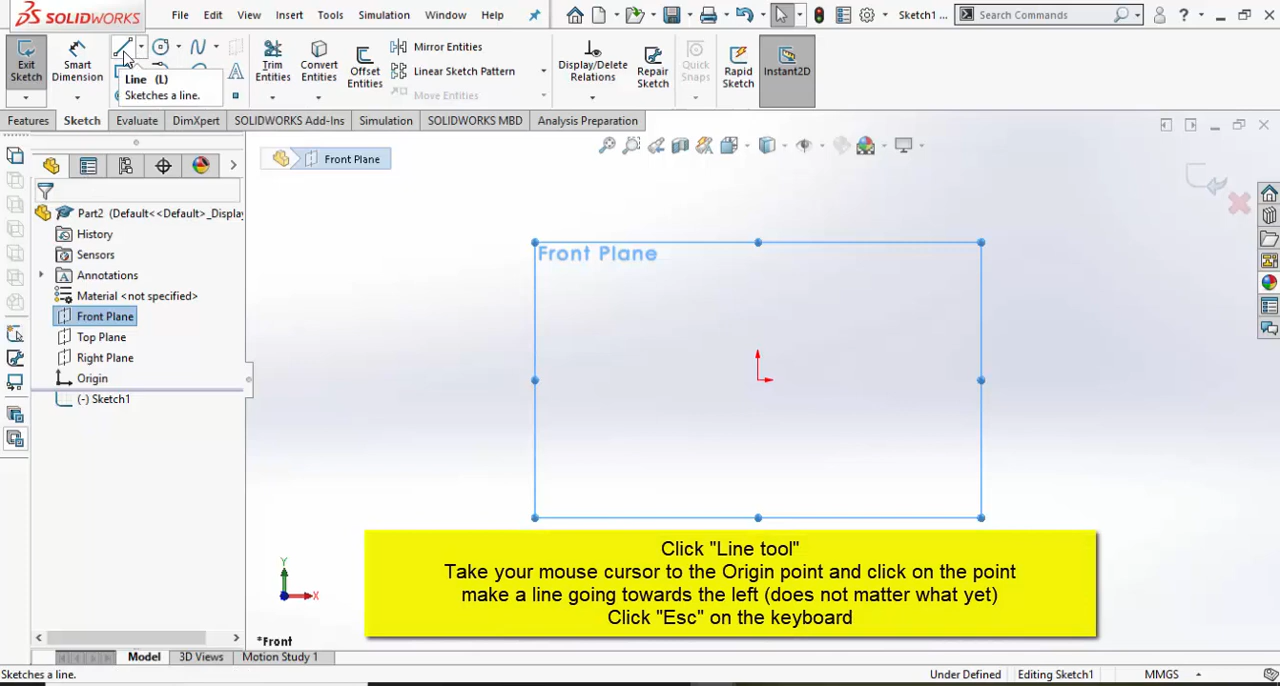 SOLIDWORKS File Edit View Insert Tools Simulation Window Help Sketch1 ... Search Commands ?
Exit Sketch
Smart Dimension
Line (L)
Sketches a line.
Trim Entities
Convert Entities
Offset Entities
Mirror Entities
Linear Sketch Pattern
Move Entities
Display/Delete Relations
Repair Sketch
Quick Snaps
Rapid Sketch
Instant2D
Features Sketch Evaluate DimXpert SOLIDWORKS Add-Ins Simulation SOLIDWORKS MBD Analysis Preparation
Front Plane
Part2 (Default<<Default>_Display
History
Sensors
Annotations
Material <not specified>
Front Plane
Top Plane
Right Plane
Origin
(-) Sketch1
Front Plane
Click "Line tool"
Take your mouse cursor to the Origin point and click on the point
make a line going towards the left (does not matter what yet)
Click "Esc" on the keyboard
Y
X
*Front
Model 3D Views Motion Study 1
Sketches a line. Under Defined Editing Sketch1 MMGS